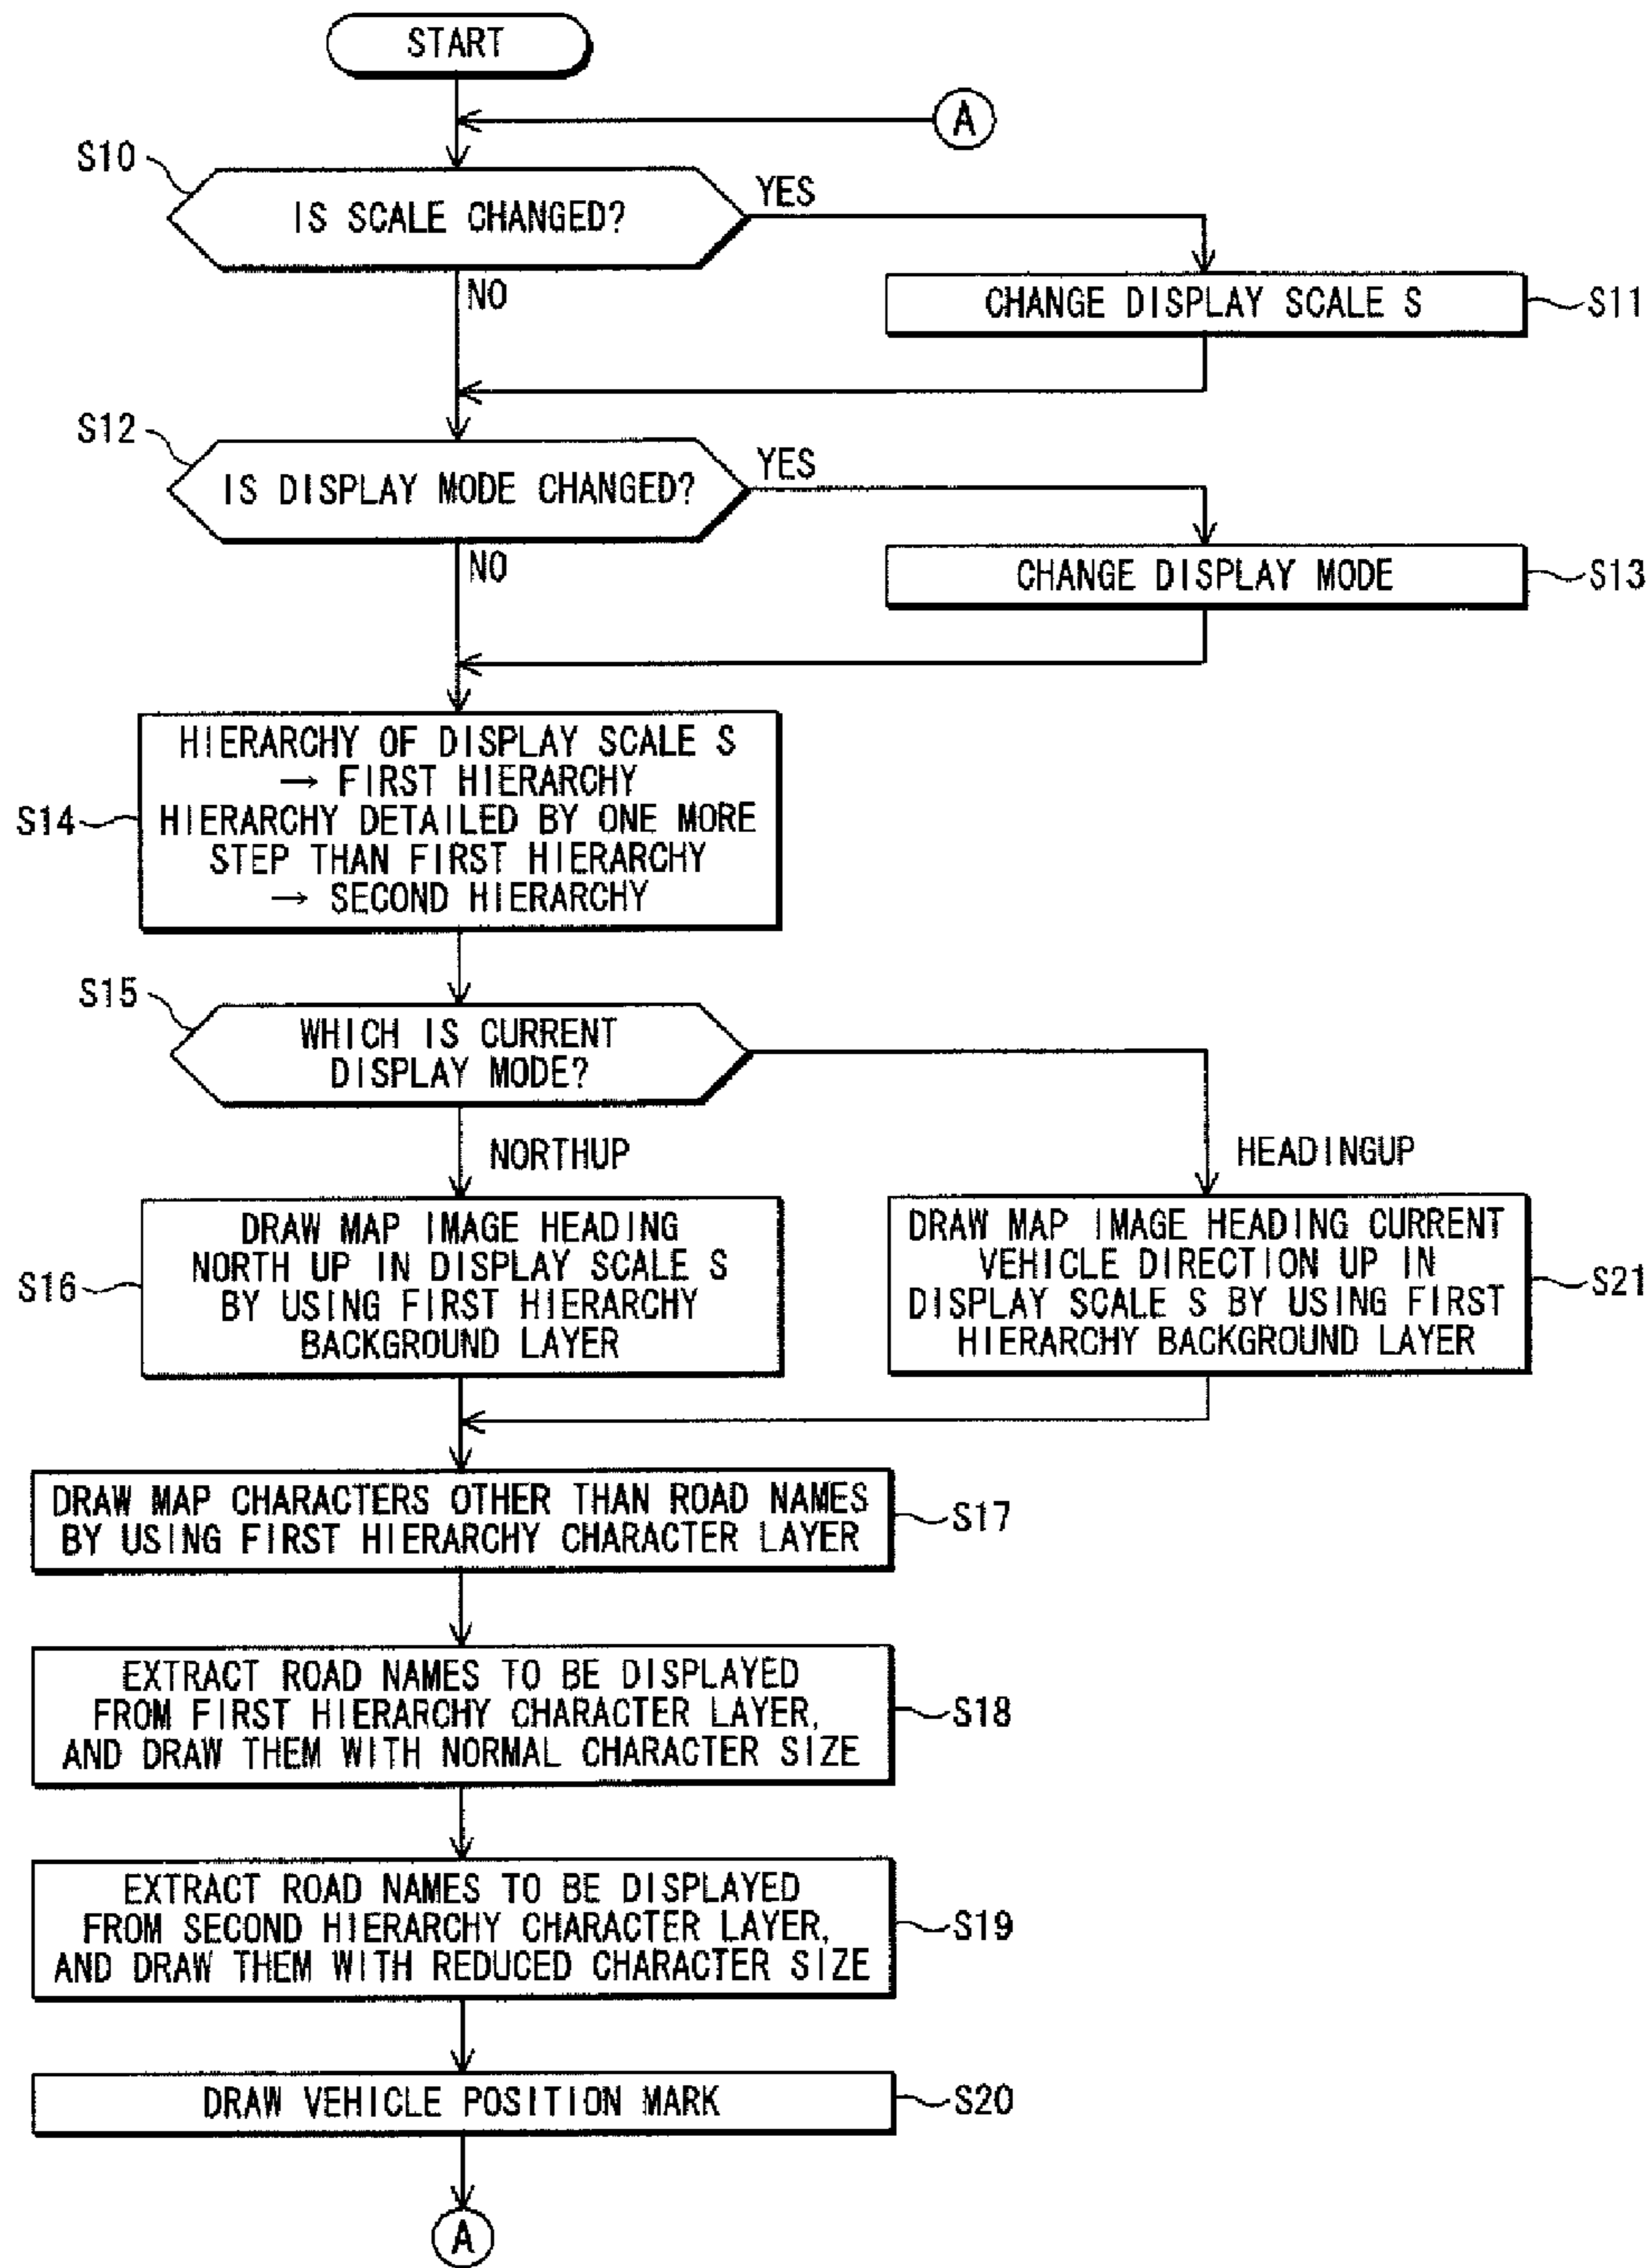 START
A
S10
IS SCALE CHANGED?
YES
NO
CHANGE DISPLAY SCALE S
S11
S12
IS DISPLAY MODE CHANGED?
YES
NO
CHANGE DISPLAY MODE
S13
S14
HIERARCHY OF DISPLAY SCALE S
→ FIRST HIERARCHY
HIERARCHY DETAILED BY ONE MORE
STEP THAN FIRST HIERARCHY
→ SECOND HIERARCHY
S15
WHICH IS CURRENT
DISPLAY MODE?
NORTHUP
HEADINGUP
S16
DRAW MAP IMAGE HEADING
NORTH UP IN DISPLAY SCALE S
BY USING FIRST HIERARCHY
BACKGROUND LAYER
DRAW MAP IMAGE HEADING CURRENT
VEHICLE DIRECTION UP IN
DISPLAY SCALE S BY USING FIRST
HIERARCHY BACKGROUND LAYER
S21
DRAW MAP CHARACTERS OTHER THAN ROAD NAMES
BY USING FIRST HIERARCHY CHARACTER LAYER
S17
EXTRACT ROAD NAMES TO BE DISPLAYED
FROM FIRST HIERARCHY CHARACTER LAYER,
AND DRAW THEM WITH NORMAL CHARACTER SIZE
S18
EXTRACT ROAD NAMES TO BE DISPLAYED
FROM SECOND HIERARCHY CHARACTER LAYER,
AND DRAW THEM WITH REDUCED CHARACTER SIZE
S19
DRAW VEHICLE POSITION MARK
S20
A